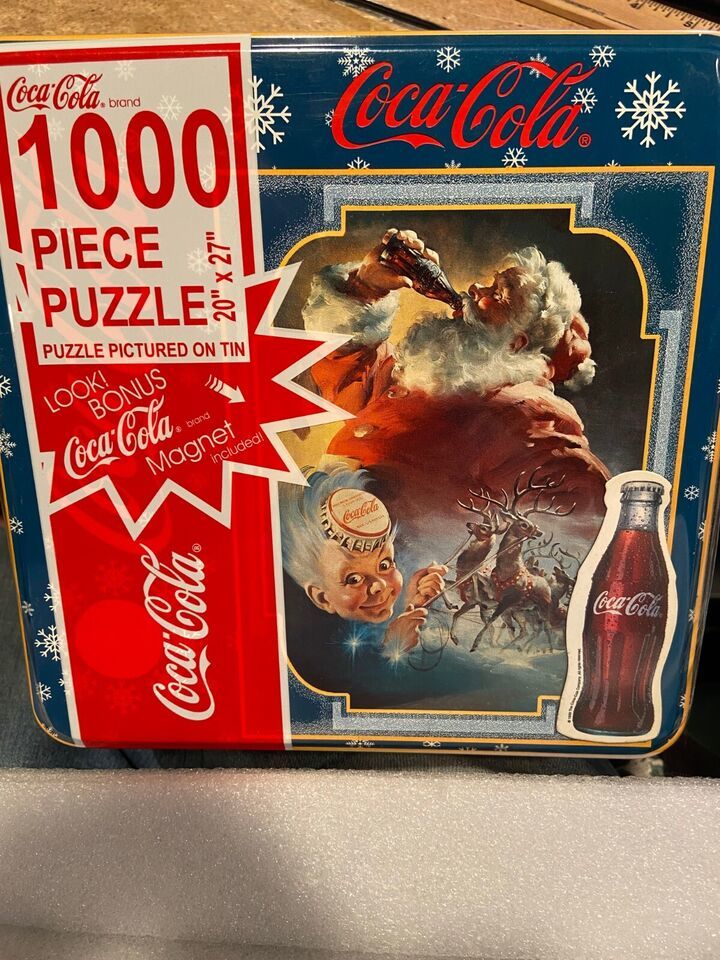 Coca-Cola® brand
1000
PIECE
PUZZLE
20" x 27"
PUZZLE PICTURED ON TIN
LOOK!
BONUS
Coca-Cola® brand
Magnet
included!
Coca-Cola®
Coca-Cola®
Coca-Cola
Coca-Cola